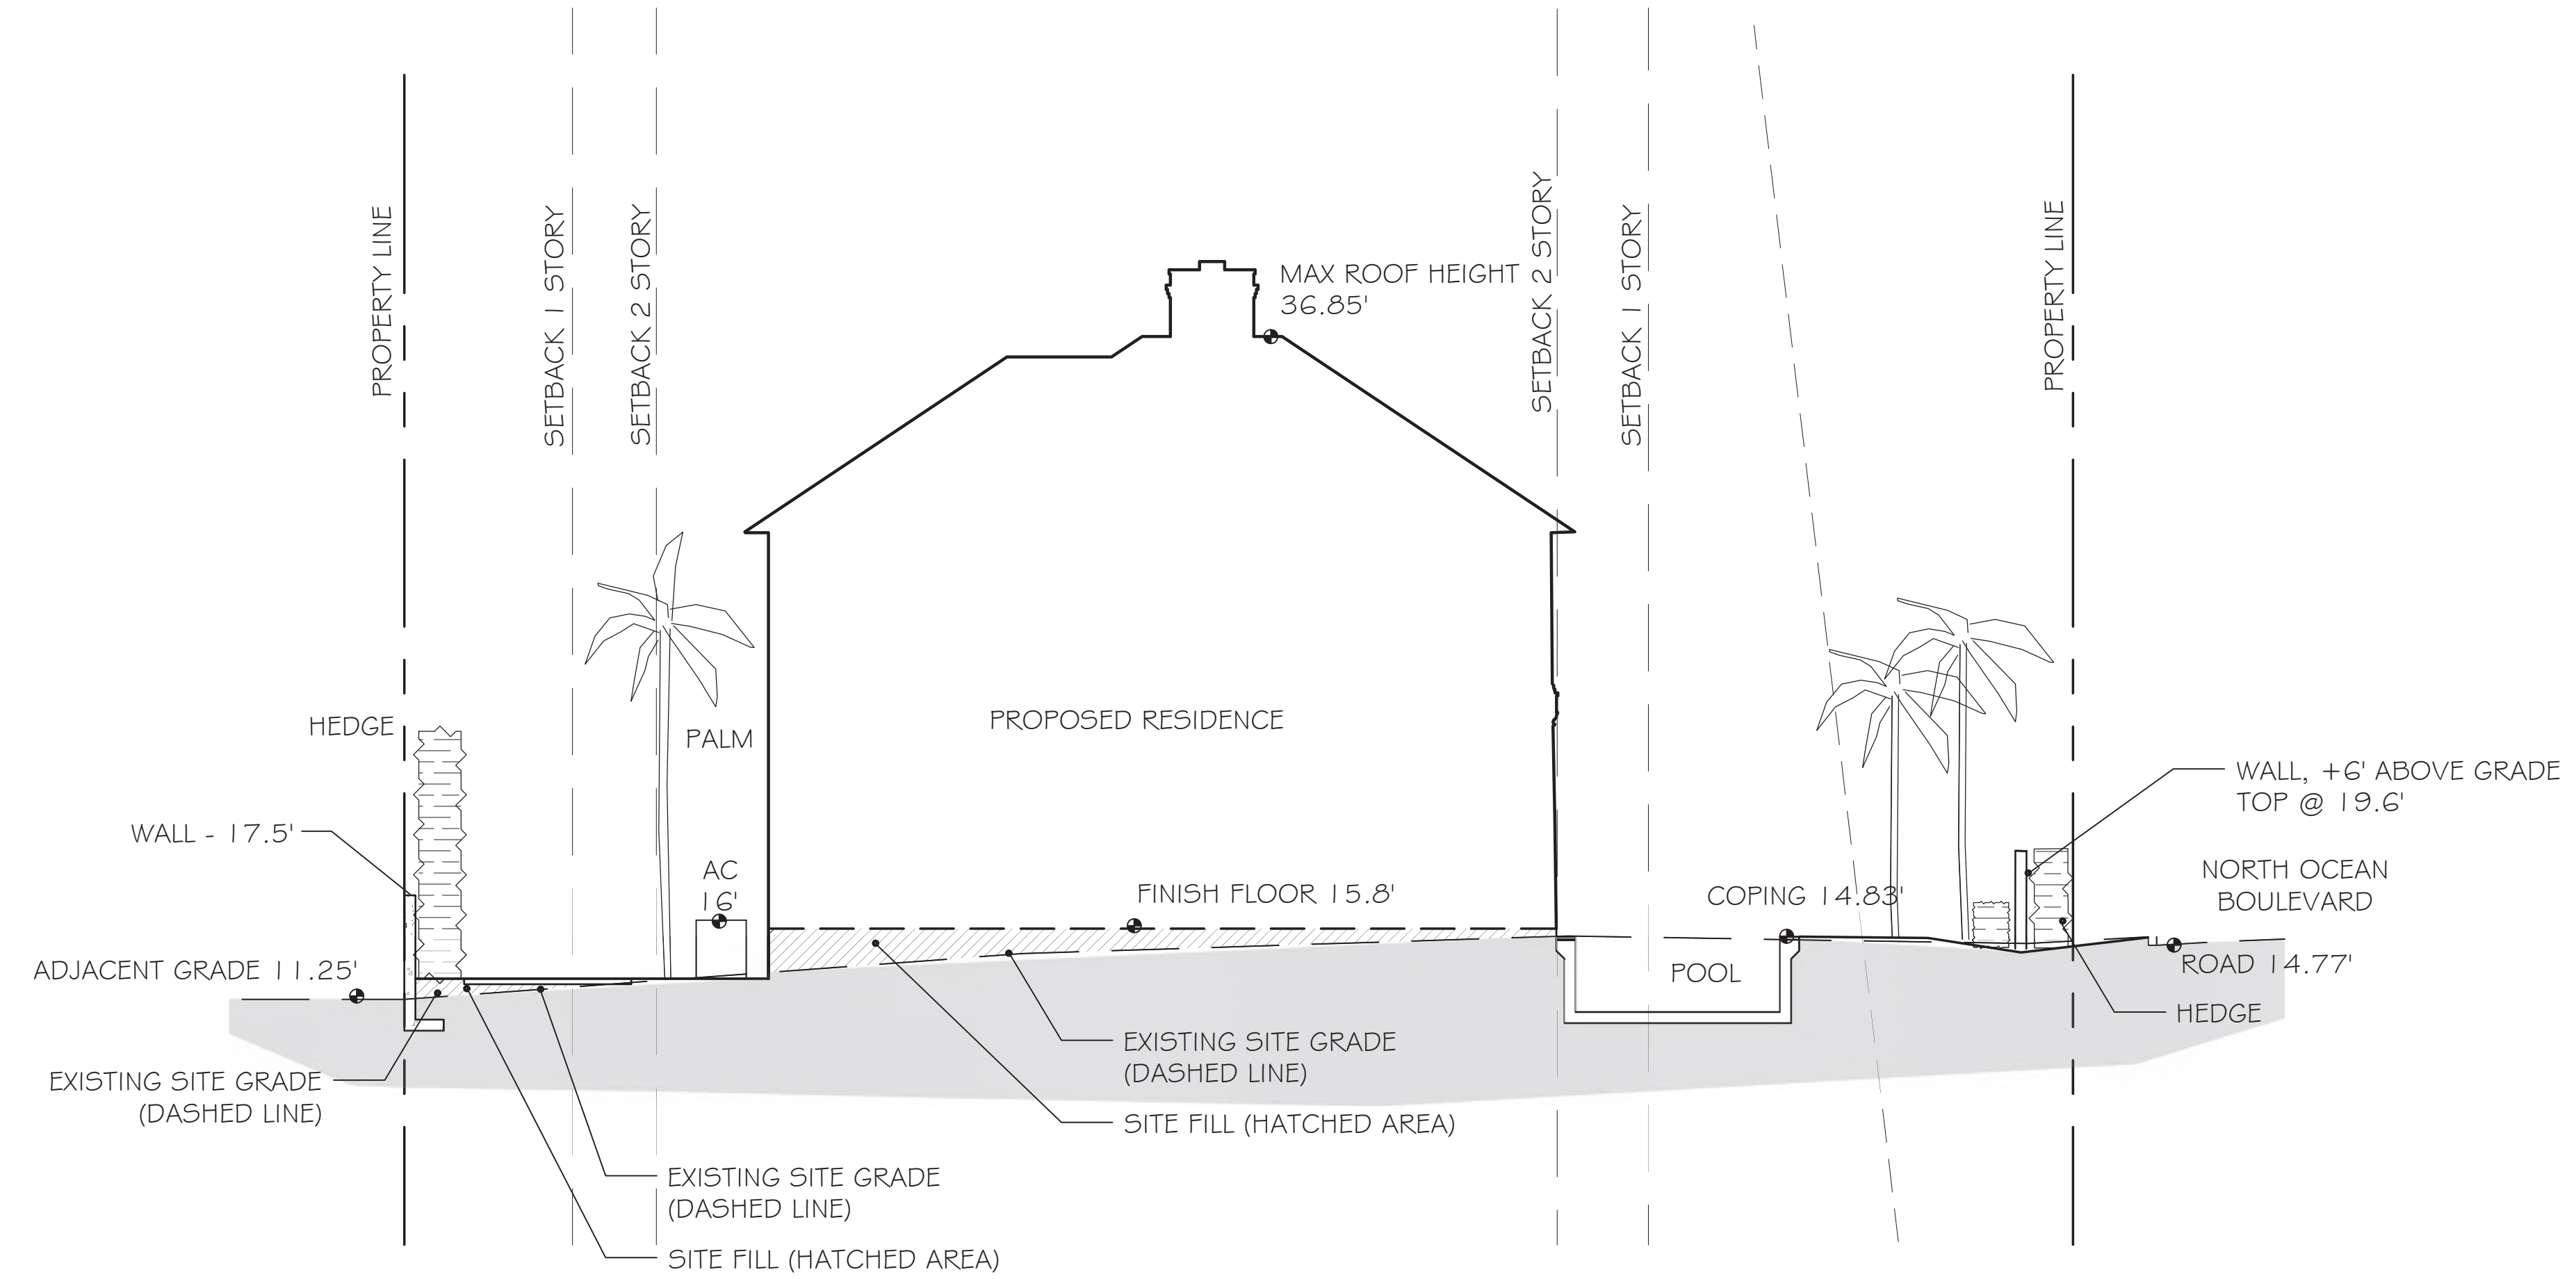 PROPERTY LINE
SETBACK 1 STORY
SETBACK 2 STORY
MAX ROOF HEIGHT
36.85'
SETBACK 2 STORY
SETBACK 1 STORY
PROPERTY LINE
HEDGE
PALM
PROPOSED RESIDENCE
WALL, +6' ABOVE GRADE
TOP @ 19.6'
WALL - 17.5'
AC
16'
FINISH FLOOR 15.8'
COPING 14.83'
NORTH OCEAN
BOULEVARD
ADJACENT GRADE 11.25'
POOL
ROAD 14.77'
HEDGE
EXISTING SITE GRADE
(DASHED LINE)
EXISTING SITE GRADE
(DASHED LINE)
SITE FILL (HATCHED AREA)
EXISTING SITE GRADE
(DASHED LINE)
SITE FILL (HATCHED AREA)